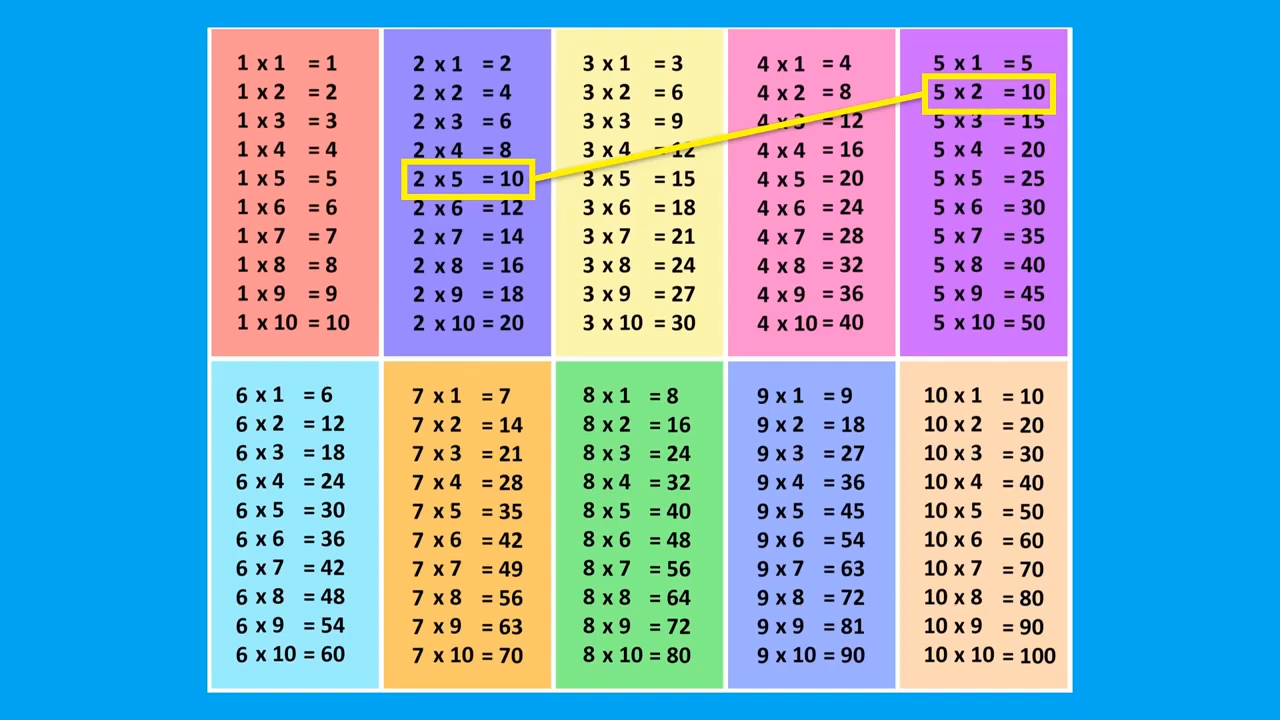 1 x 1 = 1
1 x 2 = 2
1 x 3 = 3
1 x 4 = 4
1 x 5 = 5
1 x 6 = 6
1 x 7 = 7
1 x 8 = 8
1 x 9 = 9
1 x 10 = 10
2 x 1 = 2
2 x 2 = 4
2 x 3 = 6
2 x 4 = 8
2 x 5 = 10
2 x 6 = 12
2 x 7 = 14
2 x 8 = 16
2 x 9 = 18
2 x 10 = 20
3 x 1 = 3
3 x 2 = 6
3 x 3 = 9
3 x 4 = 12
3 x 5 = 15
3 x 6 = 18
3 x 7 = 21
3 x 8 = 24
3 x 9 = 27
3 x 10 = 30
4 x 1 = 4
4 x 2 = 8
4 x 3 = 12
4 x 4 = 16
4 x 5 = 20
4 x 6 = 24
4 x 7 = 28
4 x 8 = 32
4 x 9 = 36
4 x 10 = 40
5 x 1 = 5
5 x 2 = 10
5 x 3 = 15
5 x 4 = 20
5 x 5 = 25
5 x 6 = 30
5 x 7 = 35
5 x 8 = 40
5 x 9 = 45
5 x 10 = 50
6 x 1 = 6
6 x 2 = 12
6 x 3 = 18
6 x 4 = 24
6 x 5 = 30
6 x 6 = 36
6 x 7 = 42
6 x 8 = 48
6 x 9 = 54
6 x 10 = 60
7 x 1 = 7
7 x 2 = 14
7 x 3 = 21
7 x 4 = 28
7 x 5 = 35
7 x 6 = 42
7 x 7 = 49
7 x 8 = 56
7 x 9 = 63
7 x 10 = 70
8 x 1 = 8
8 x 2 = 16
8 x 3 = 24
8 x 4 = 32
8 x 5 = 40
8 x 6 = 48
8 x 7 = 56
8 x 8 = 64
8 x 9 = 72
8 x 10 = 80
9 x 1 = 9
9 x 2 = 18
9 x 3 = 27
9 x 4 = 36
9 x 5 = 45
9 x 6 = 54
9 x 7 = 63
9 x 8 = 72
9 x 9 = 81
9 x 10 = 90
10 x 1 = 10
10 x 2 = 20
10 x 3 = 30
10 x 4 = 40
10 x 5 = 50
10 x 6 = 60
10 x 7 = 70
10 x 8 = 80
10 x 9 = 90
10 x 10 = 100